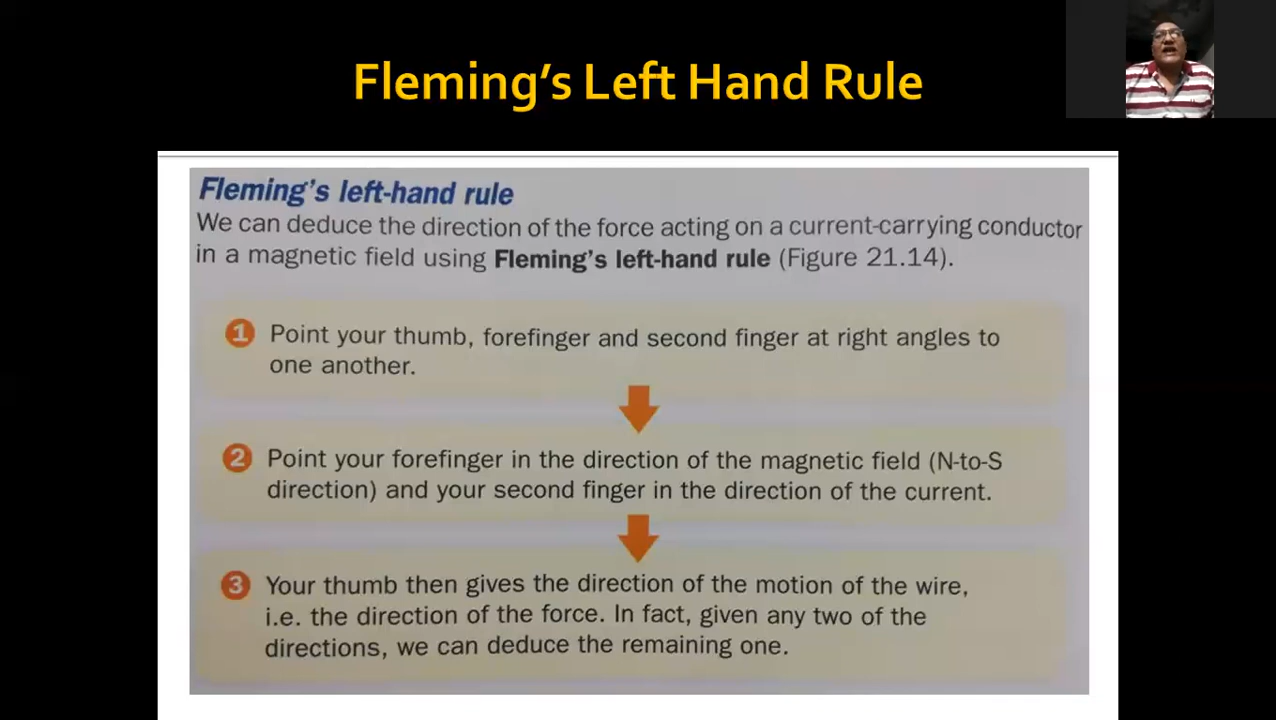 Fleming's Left Hand Rule
Fleming's left-hand rule
We can deduce the direction of the force acting on a current-carrying conductor
in a magnetic field using Fleming's left-hand rule (Figure 21.14).
1 Point your thumb, forefinger and second finger at right angles to
one another.
2 Point your forefinger in the direction of the magnetic field (N-to-S
direction) and your second finger in the direction of the current.
3 Your thumb then gives the direction of the motion of the wire,
i.e. the direction of the force. In fact, given any two of the
directions, we can deduce the remaining one.